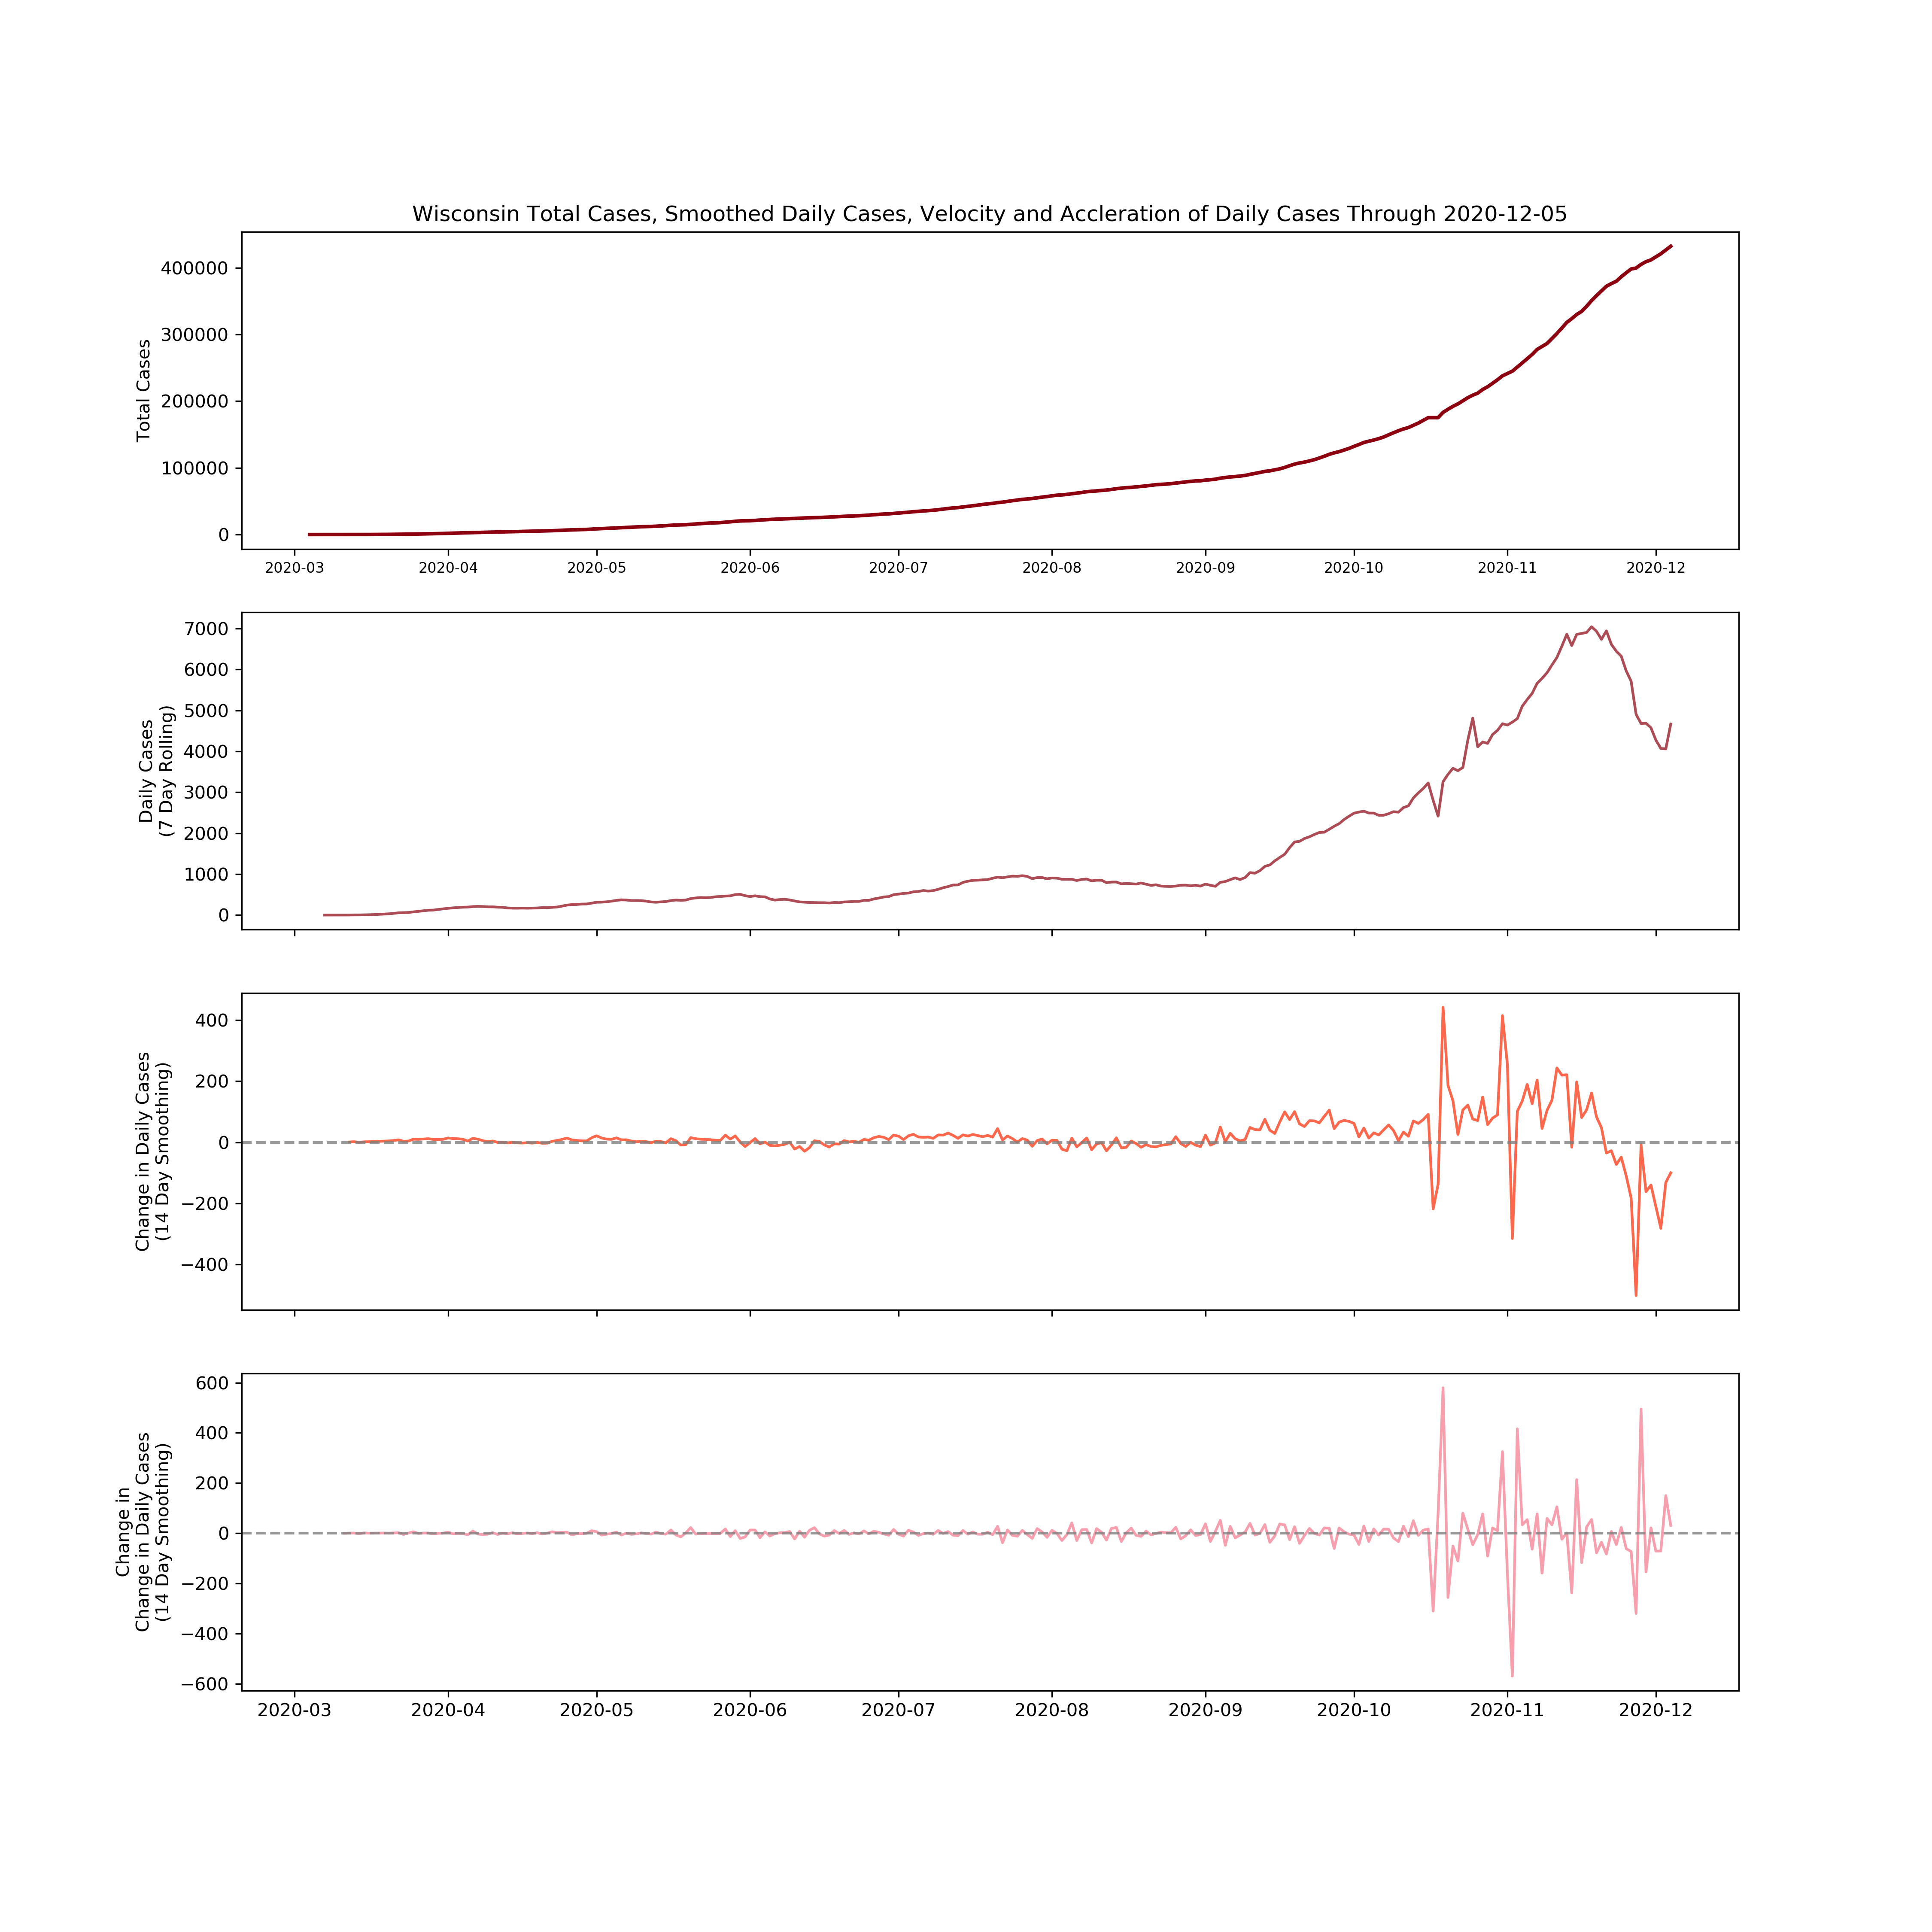 Wisconsin Total Cases, Smoothed Daily Cases, Velocity and Accleration of Daily Cases Through 2020-12-05
Total Cases
400000
300000
200000
100000
0
2020-03 2020-04 2020-05 2020-06 2020-07 2020-08 2020-09 2020-10 2020-11 2020-12
Daily Cases
(7 Day Rolling)
7000
6000
5000
4000
3000
2000
1000
0
Change in Daily Cases
(14 Day Smoothing)
400
200
0
−200
−400
Change in
Change in Daily Cases
(14 Day Smoothing)
600
400
200
0
−200
−400
−600
2020-03 2020-04 2020-05 2020-06 2020-07 2020-08 2020-09 2020-10 2020-11 2020-12